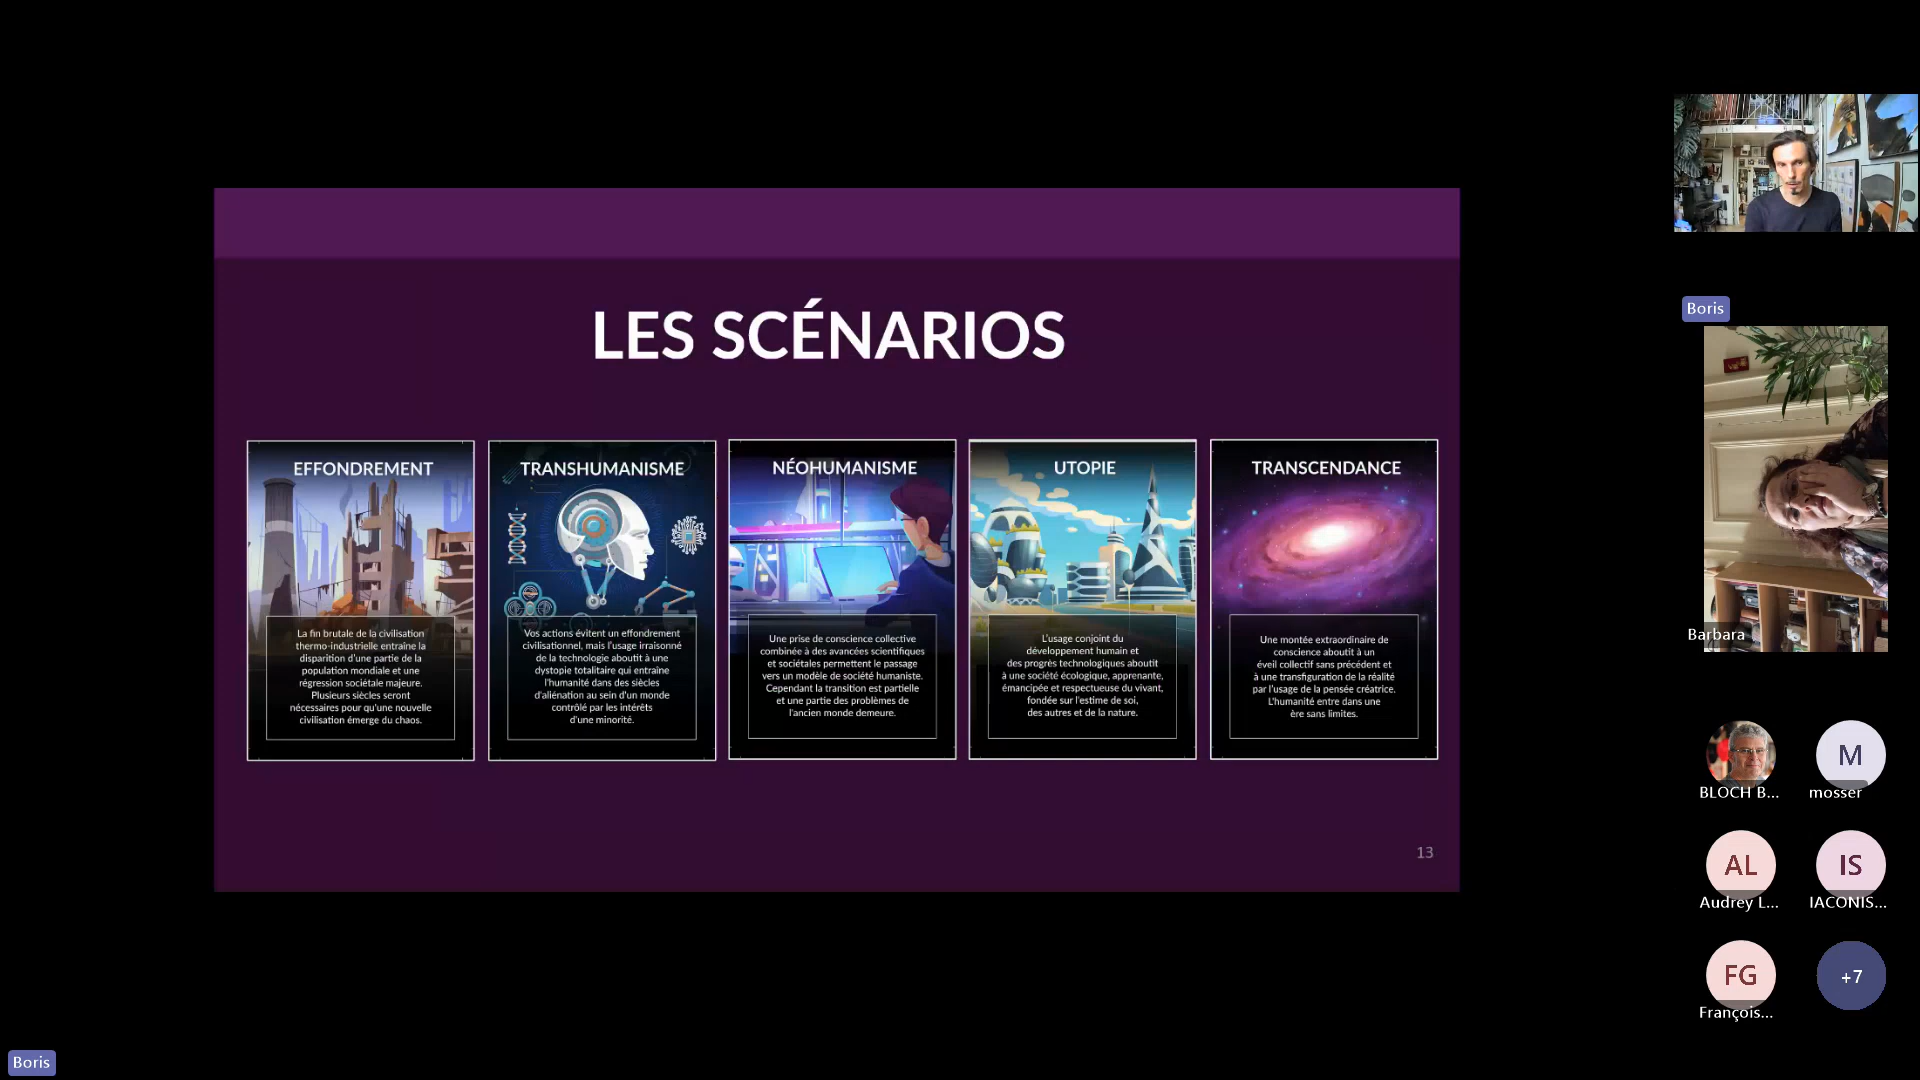 LES SCÉNARIOS
EFFONDREMENT
La fin brutale de la civilisation
thermo-industrielle entraîne la
disparition d'une partie de la
population mondiale et une
régression sociétale majeure.
Plusieurs siècles seront
nécessaires pour qu'une nouvelle
civilisation émerge du chaos.
TRANSHUMANISME
Vos actions évitent un effondrement
civilisationnel, mais l'usage irraisonné
de la technologie aboutit à une
dystopie totalitaire qui entraîne
l'humanité dans des siècles
d'aliénation au sein d'un monde
contrôlé par les intérêts
d'une minorité.
NÉOHUMANISME
Une prise de conscience collective
combinée à des avancées scientifiques
et sociétales permettent le passage
vers un modèle de société humaniste.
Cependant la transition est partielle
et une partie des problèmes de
l'ancien monde demeure.
UTOPIE
L'usage conjoint du
développement humain et
des progrès technologiques aboutit
à une société écologique, apprenante,
émancipée et respectueuse du vivant,
fondée sur l'estime de soi,
des autres et de la nature.
TRANSCENDANCE
Une montée extraordinaire de
conscience aboutit à un
éveil collectif sans précédent et
à une transfiguration de la réalité
par l'usage de la pensée créatrice.
L'humanité entre dans une
ère sans limites.
13
Boris
Barbara
BLOCH B...
M
mosser
AL
Audrey L...
IS
IACONIS...
FG
François...
+7
Boris